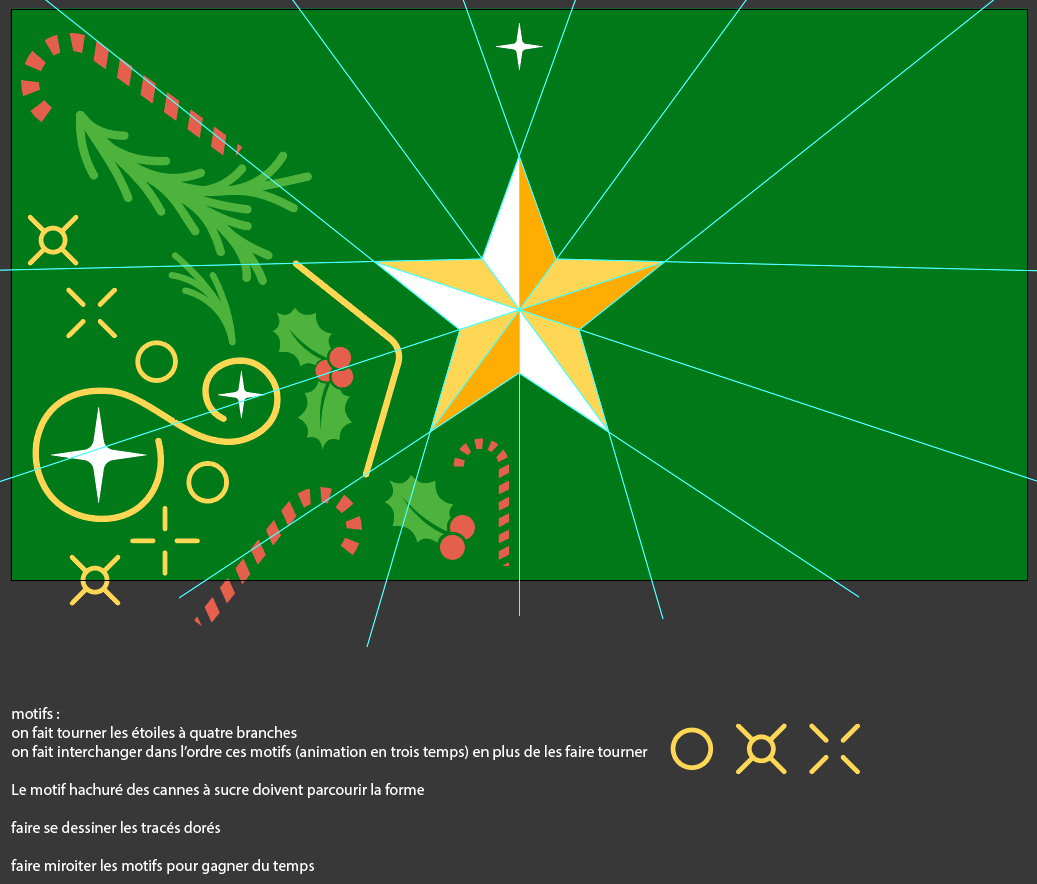 motifs :
on fait tourner les étoiles à quatre branches
on fait interchanger dans l’ordre ces motifs (animation en trois temps) en plus de les faire tourner
Le motif hachuré des cannes à sucre doivent parcourir la forme
faire se dessiner les tracés dorés
faire miroiter les motifs pour gagner du temps